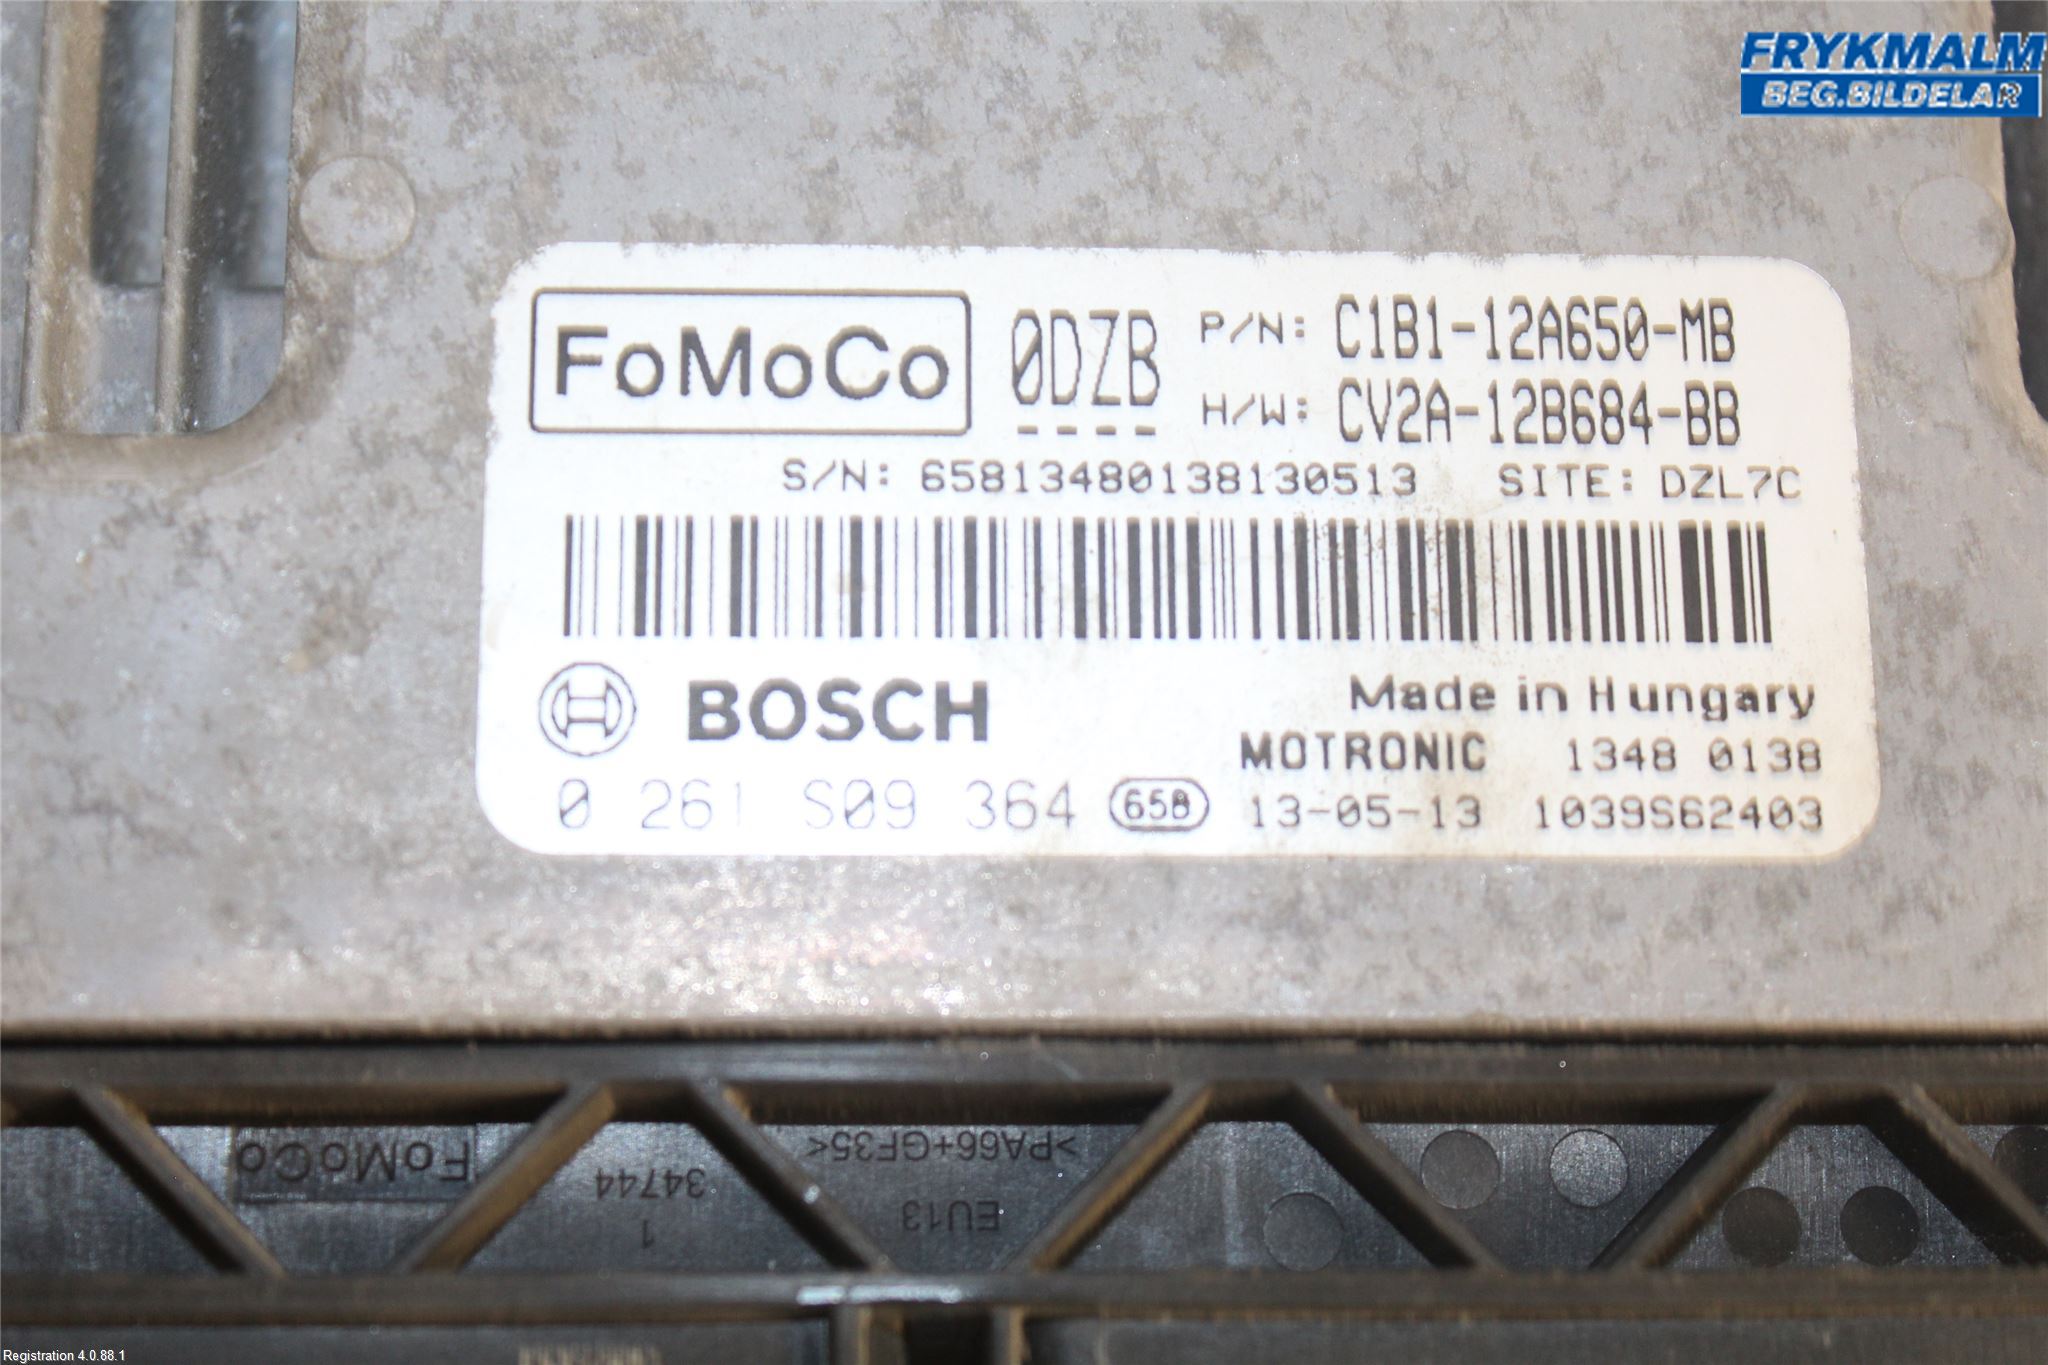 FRYKMALM
BEG.BILDELAR
FoMoCo
0DZB
P/N: C1B1-12A650-MB
H/W: CV2A-12B684-BB
S/N: 65813480138130513 SITE: DZL7C
BOSCH
Made in Hungary
MOTRONIC 1348 0138
0 261 S09 364 65B 13-05-13 1039S62403
FoMoCo
34744
1
>PA66+GF35<
EU13
Registration 4.0.88.1